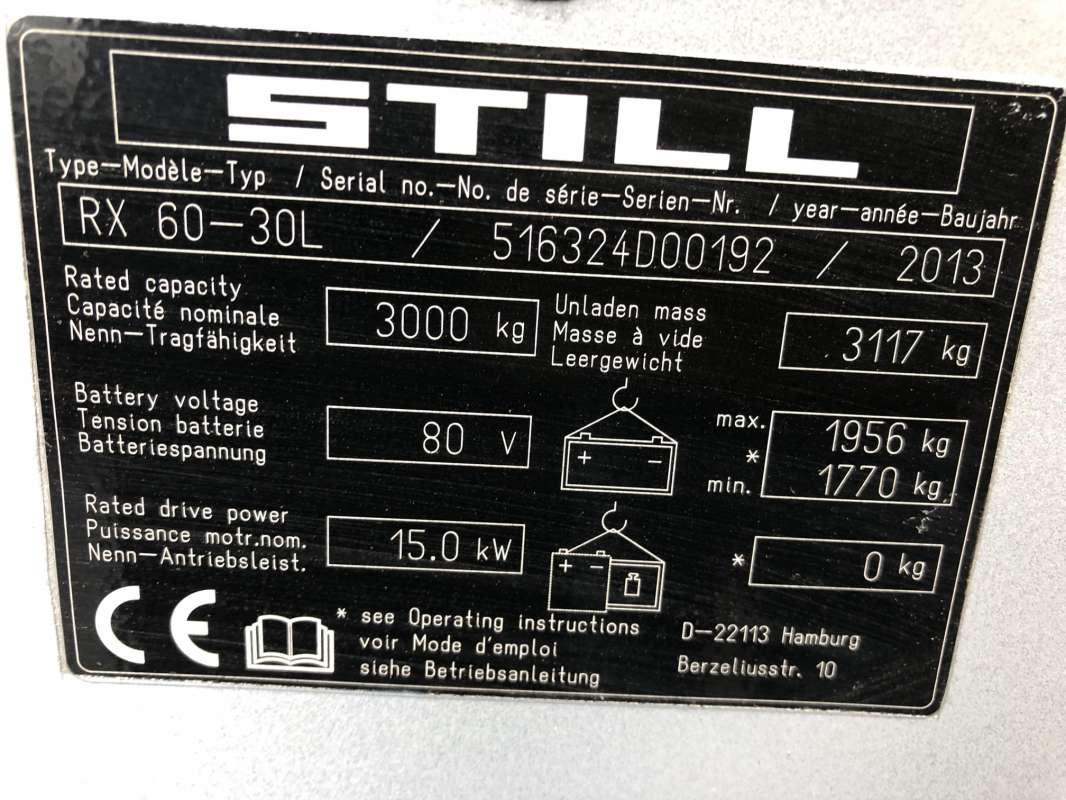 STILL
Type—Modèle—Typ / Serial no.—No. de série—Serien—Nr. / year—année—Baujahr
RX 60—30L / 516324D00192 / 2013
Rated capacity
Capacité nominale
Nenn—Tragfähigkeit
3000 kg
Unladen mass
Masse à vide
Leergewicht
3117 kg
Battery voltage
Tension batterie
Batteriespannung
80 V
+ −
max.
*
min.
1956 kg
1770 kg
Rated drive power
Puissance motr.nom.
Nenn—Antriebsleist.
15.0 kW
+ −
* 0 kg
CE
* see Operating instructions
voir Mode d'emploi
siehe Betriebsanleitung
D—22113 Hamburg
Berzeliusstr. 10